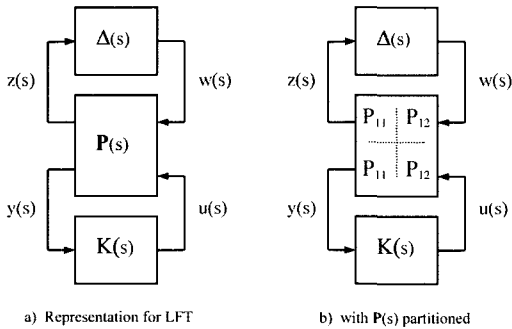 Δ(s) Δ(s)
z(s) w(s) z(s) w(s)
P(s) P₁₁ P₁₂
P₁₁ P₁₂
y(s) u(s) y(s) u(s)
K(s) K(s)
a) Representation for LFT b) with P(s) partitioned